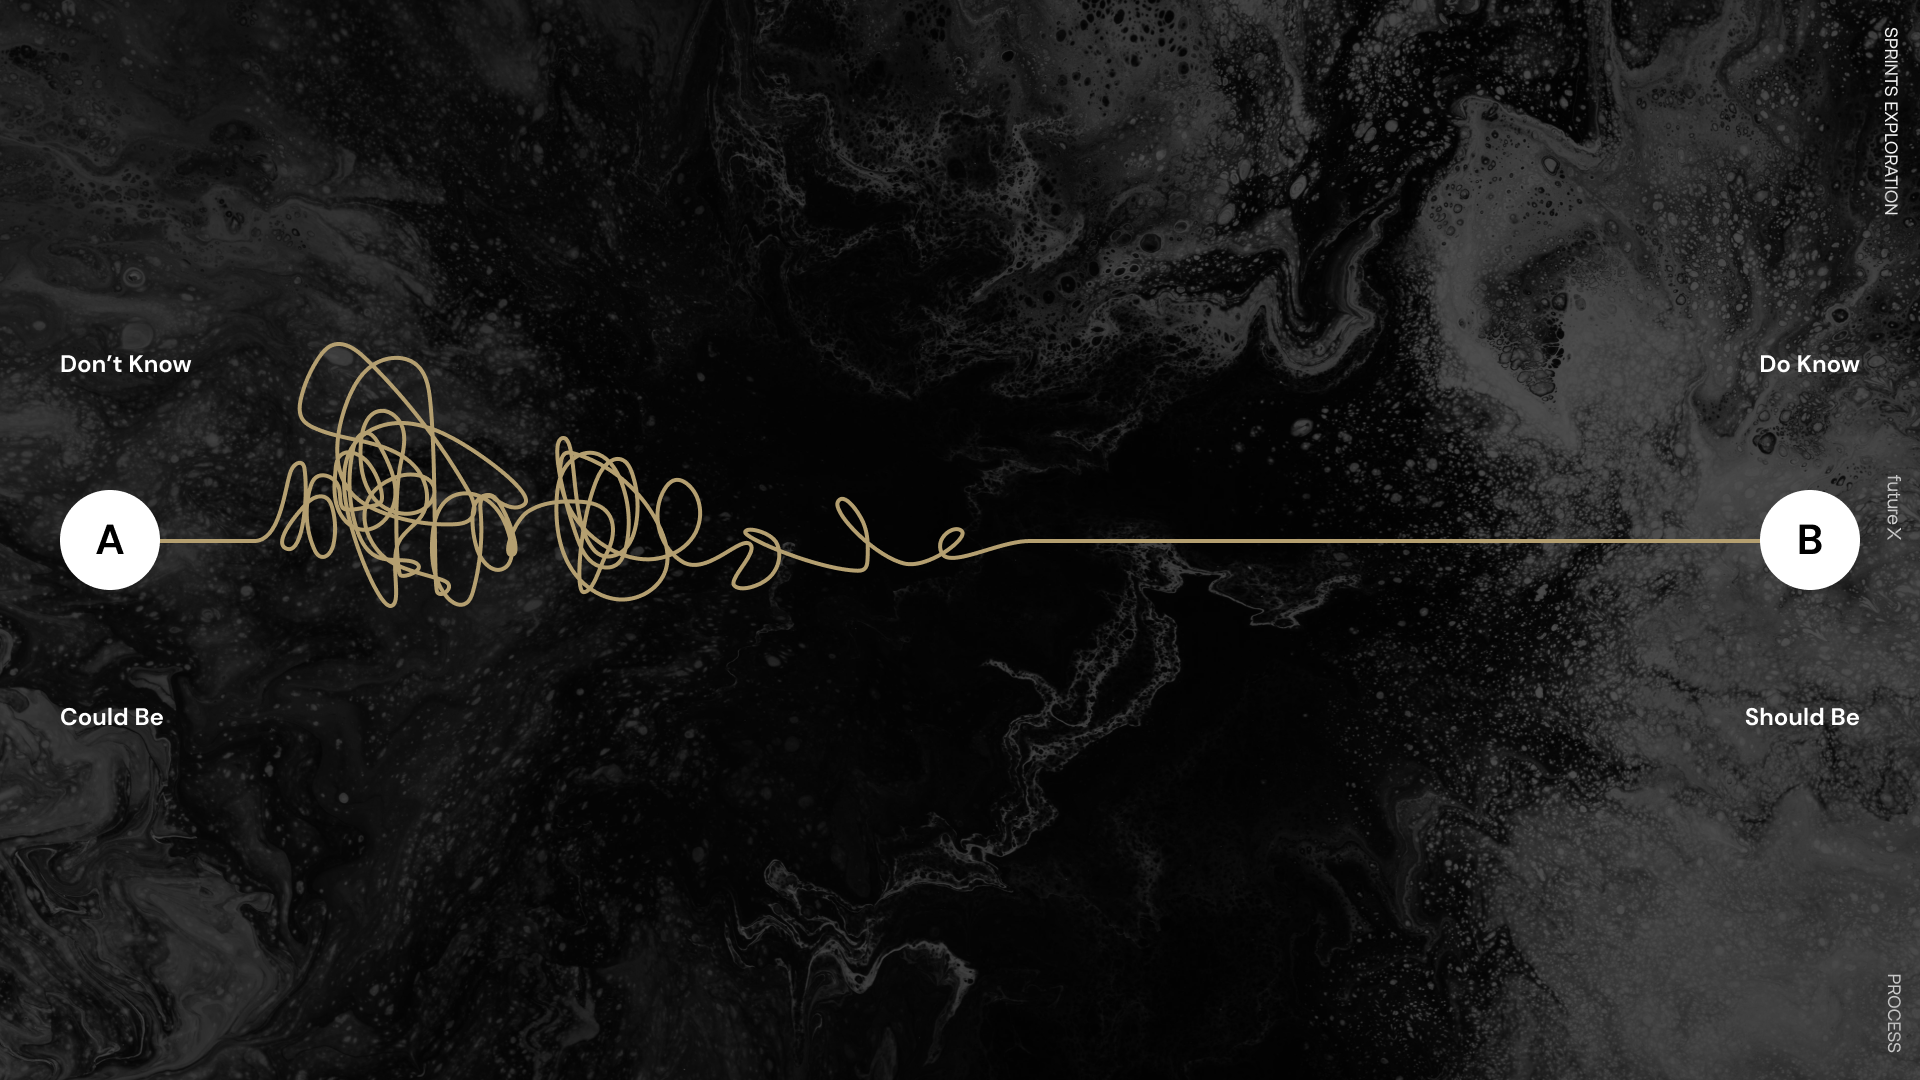 Don’t Know
Do Know
A
B
Could Be
Should Be
SPRINTS EXPLORATION
futureX
PROCESS